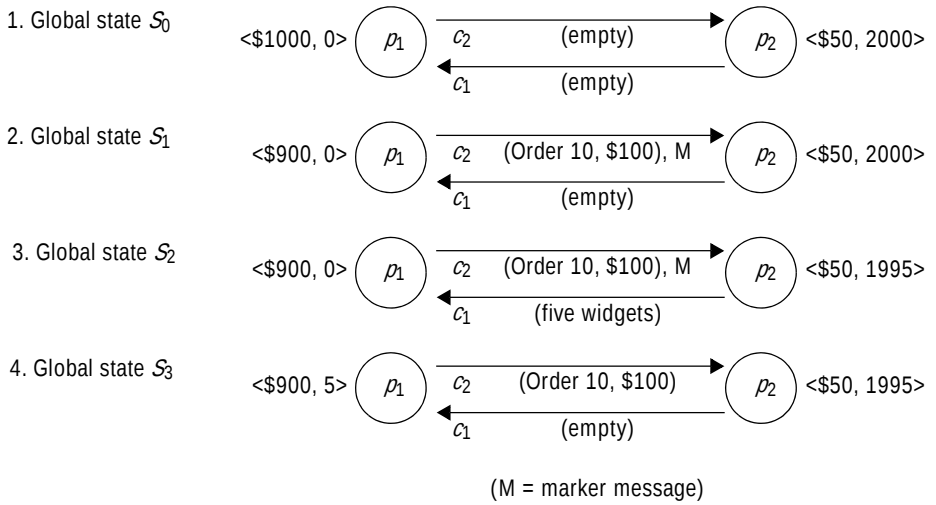 1. Global state S0
<$1000, 0> p1 c2 (empty) p2 <$50, 2000>
c1 (empty)
2. Global state S1
<$900, 0> p1 c2 (Order 10, $100), M p2 <$50, 2000>
c1 (empty)
3. Global state S2
<$900, 0> p1 c2 (Order 10, $100), M p2 <$50, 1995>
c1 (five widgets)
4. Global state S3
<$900, 5> p1 c2 (Order 10, $100) p2 <$50, 1995>
c1 (empty)
(M = marker message)